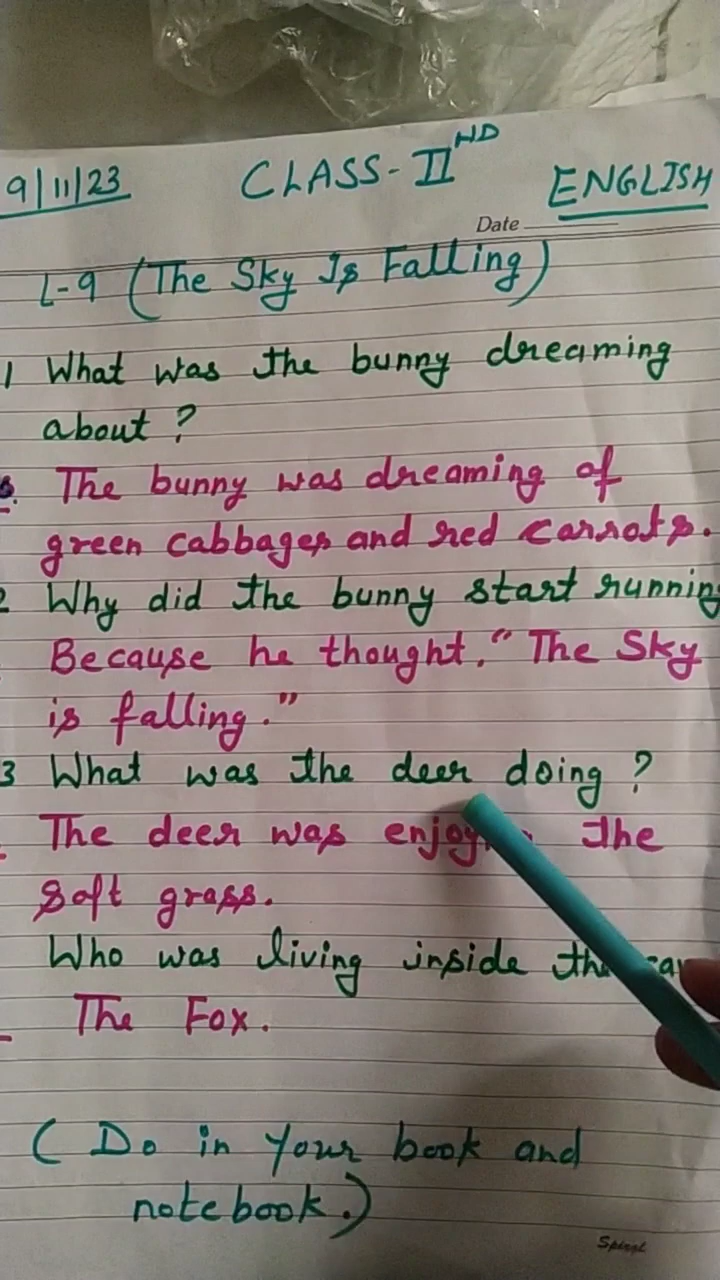 9/11/23 CLASS-IIND ENGLISH
Date
L-9 (The Sky Is Falling)
1 What was the bunny dreaming
about?
The bunny was dreaming of
green cabbages and red carrots.
2 Why did the bunny start running
Because he thought, "The Sky
is falling."
3 What was the deer doing?
The deer was the
soft grass.
Who was living inside the
The Fox.
(Do in Your book and
notebook.)
Spiral